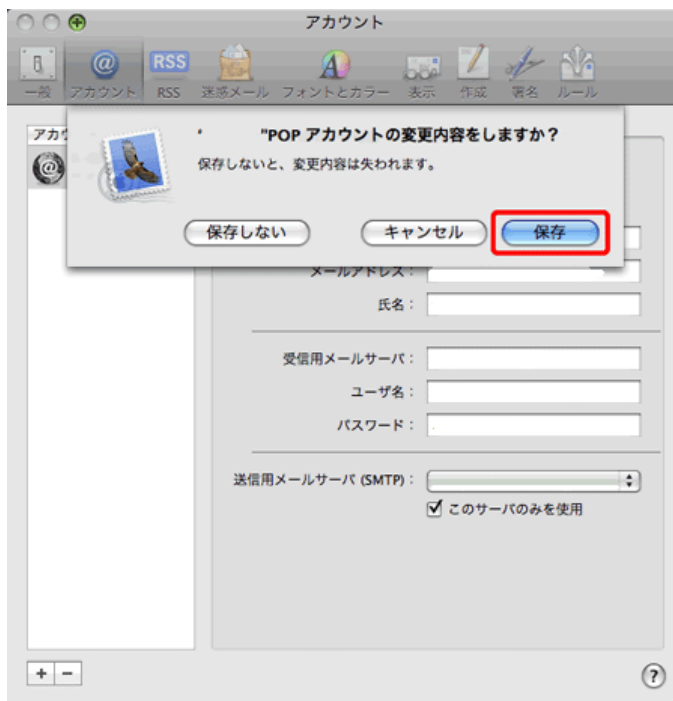 アカウント
一般 アカウント RSS 迷惑メール フォントとカラー 表示 作成 署名 ルール
RSS
アカウ
"POP アカウントの変更内容をしますか？
保存しないと、変更内容は失われます。
保存しない キャンセル 保存
メールアドレス：
氏名：
受信用メールサーバ：
ユーザ名：
パスワード：
送信用メールサーバ (SMTP)：
このサーバのみを使用